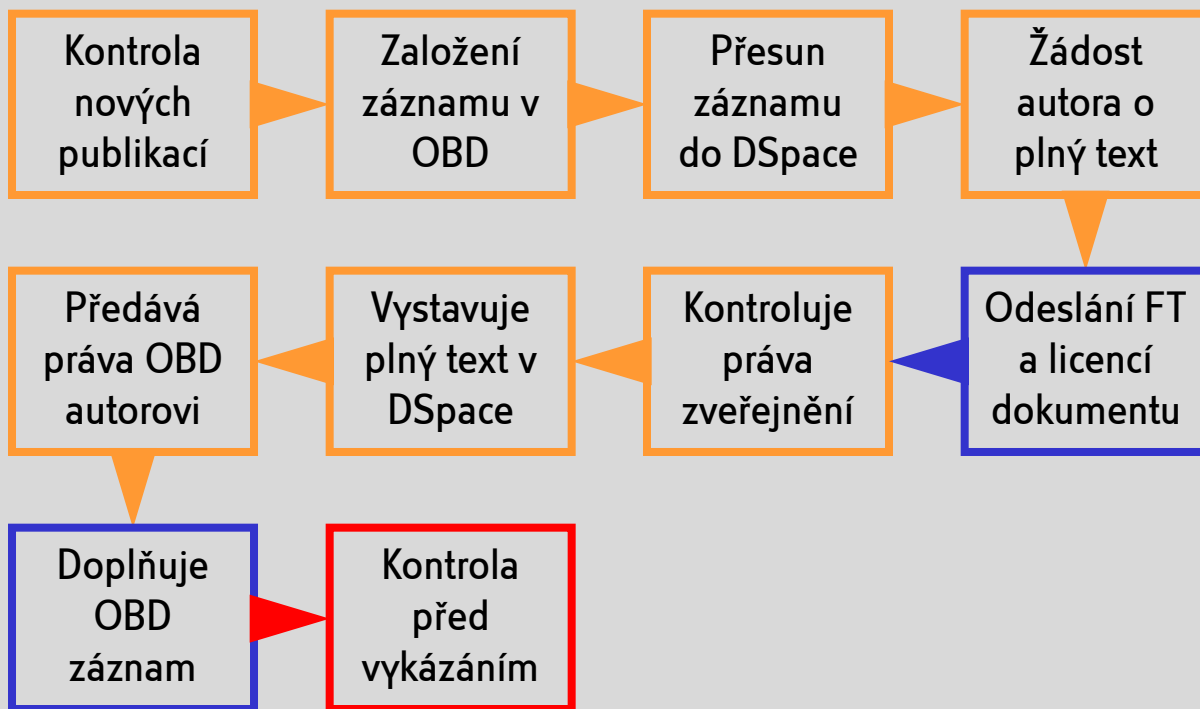 Kontrola
nových
publikací
Založení
záznamu v
OBD
Přesun
záznamu
do DSpace
Žádost
autora o
plný text
Odeslání FT
a licencí
dokumentu
Kontroluje
práva
zveřejnění
Vystavuje
plný text v
DSpace
Předává
práva OBD
autorovi
Doplňuje
OBD
záznam
Kontrola
před
vykázáním